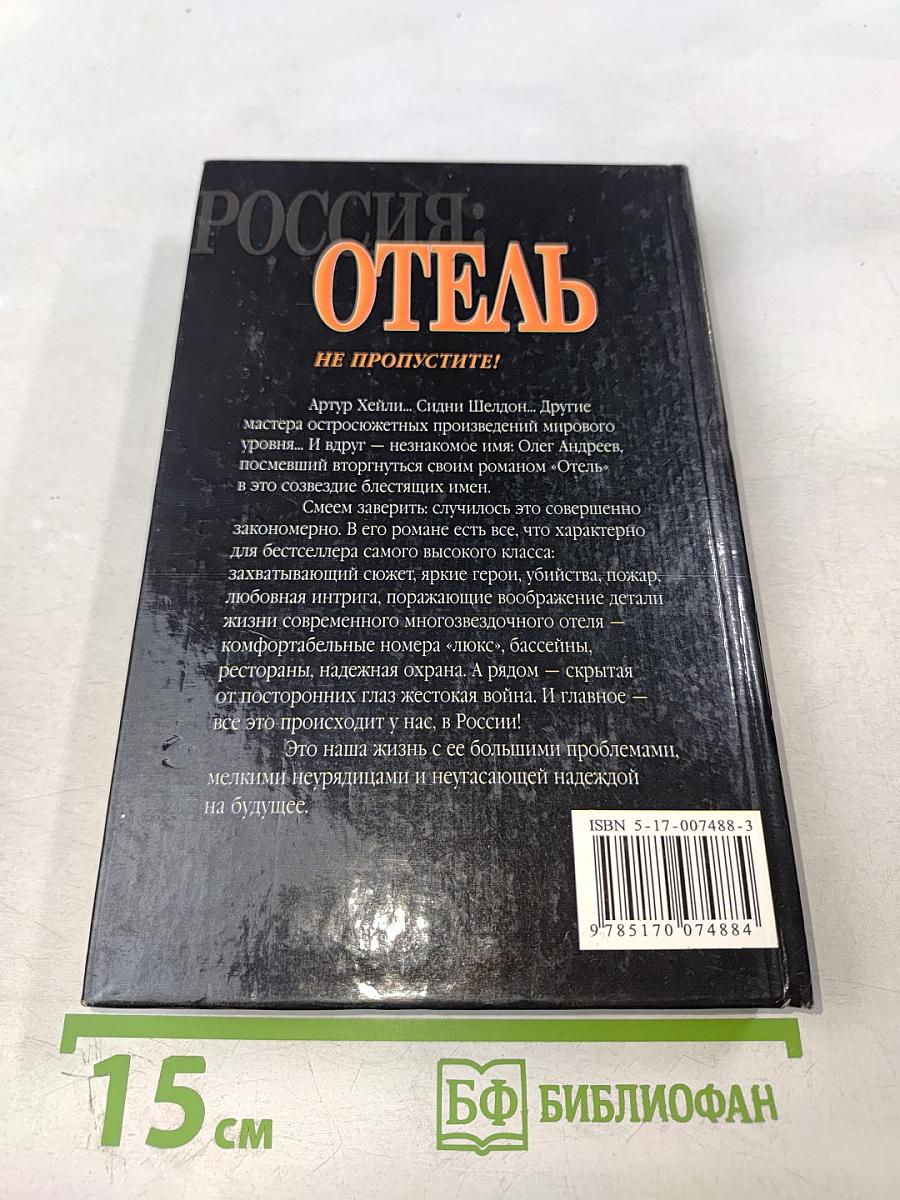 РОССИЯ:
ОТЕЛЬ
НЕ ПРОПУСТИТЕ!
Артур Хейли... Сидни Шелдон... Другие
мастера остросюжетных произведений мирового
уровня... И вдруг — незнакомое имя: Олег Андреев,
посмевший вторгнуться своим романом «Отель»
в это созвездие блестящих имен.
Смеем заверить: случилось это совершенно
закономерно. В его романе есть все, что характерно
для бестселлера самого высокого класса:
захватывающий сюжет, яркие герои, убийства, пожар,
любовная интрига, поражающие воображение детали
жизни современного многозвездочного отеля —
комфортабельные номера «люкс», бассейны,
рестораны, надежная охрана. А рядом — скрытая
от посторонних глаз жестокая война. И главное —
все это происходит у нас, в России!
Это наша жизнь с ее большими проблемами,
мелкими неурядицами и неугасающей надеждой
на будущее.
ISBN 5-17-007488-3
9 785170 074884
15 см
БФ БИБЛИОФАН